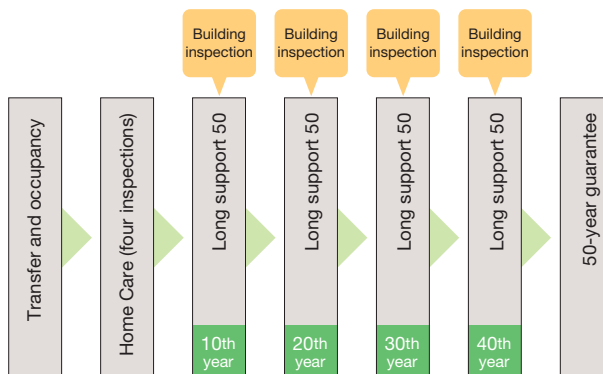 Building
inspection
Building
inspection
Building
inspection
Building
inspection
Transfer and occupancy
Home Care (four inspections)
Long support 50
10th
year
Long support 50
20th
year
Long support 50
30th
year
Long support 50
40th
year
50-year guarantee